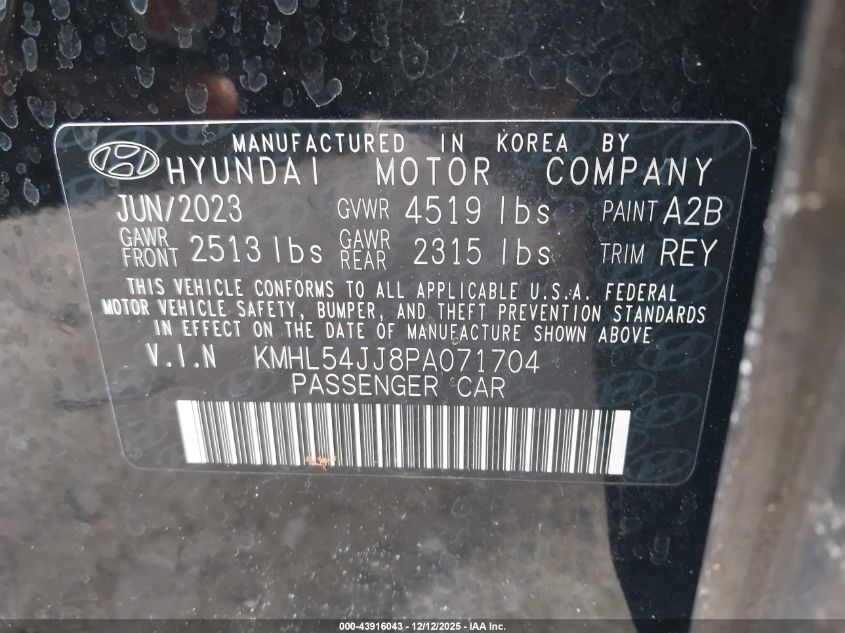 MANUFACTURED IN KOREA BY
HYUNDAI MOTOR COMPANY
JUN/2023 GVWR 4519 lbs PAINT A2B
GAWR FRONT 2513 lbs GAWR REAR 2315 lbs TRIM REY
THIS VEHICLE CONFORMS TO ALL APPLICABLE U.S.A. FEDERAL
MOTOR VEHICLE SAFETY, BUMPER, AND THEFT PREVENTION STANDARDS
IN EFFECT ON THE DATE OF MANUFACTURE SHOWN ABOVE.
V.I.N KMHL54JJ8PA071704
PASSENGER CAR
000-43916043 - 12/12/2025 - IAA Inc.